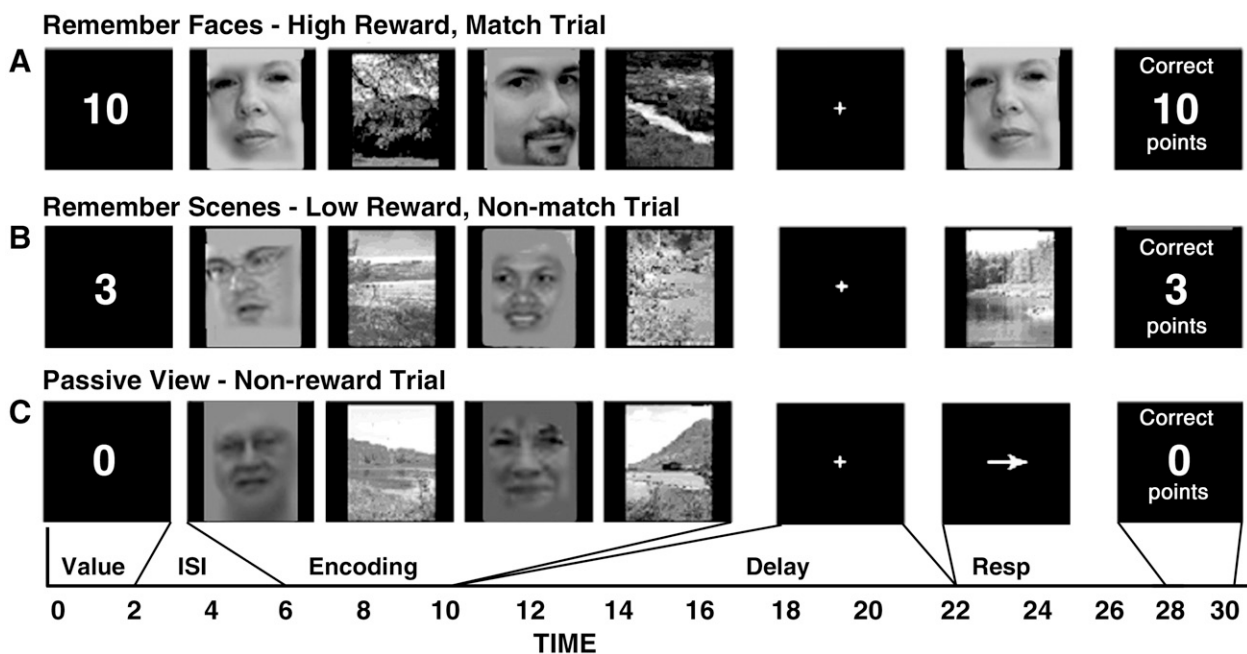 Remember Faces - High Reward, Match Trial
A
10
Correct
10
points
Remember Scenes - Low Reward, Non-match Trial
B
3
Correct
3
points
Passive View - Non-reward Trial
C
0
Correct
0
points
Value ISI Encoding Delay Resp
0 2 4 6 8 10 12 14 16 18 20 22 24 26 28 30
TIME